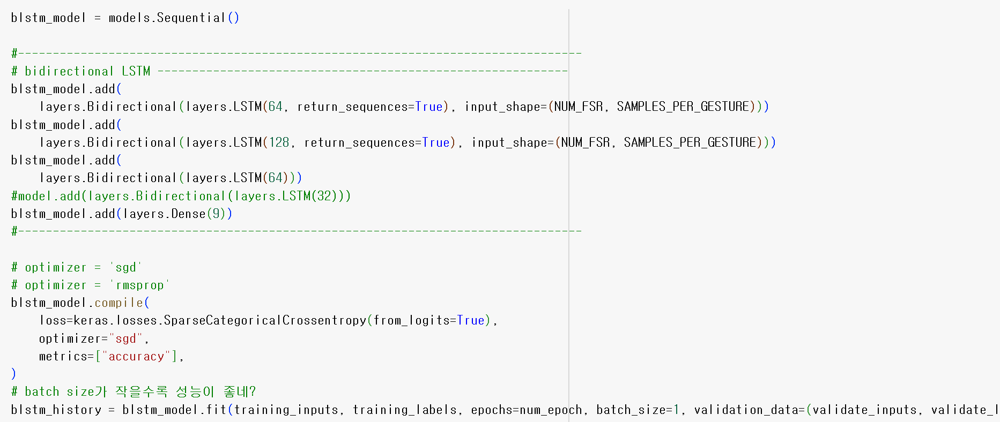 blstm_model = models.Sequential()
#---------------------------------------------------------------------------------
# bidirectional LSTM -----------------------------------------------------------
blstm_model.add(
    layers.Bidirectional(layers.LSTM(64, return_sequences=True), input_shape=(NUM_FSR, SAMPLES_PER_GESTURE)))
blstm_model.add(
    layers.Bidirectional(layers.LSTM(128, return_sequences=True), input_shape=(NUM_FSR, SAMPLES_PER_GESTURE)))
blstm_model.add(
    layers.Bidirectional(layers.LSTM(64)))
#model.add(layers.Bidirectional(layers.LSTM(32)))
blstm_model.add(layers.Dense(9))
#---------------------------------------------------------------------------------
# optimizer = 'sgd'
# optimizer = 'rmsprop'
blstm_model.compile(
    loss=keras.losses.SparseCategoricalCrossentropy(from_logits=True),
    optimizer="sgd",
    metrics=["accuracy"],
)
# batch size가 작을수록 성능이 좋네?
blstm_history = blstm_model.fit(training_inputs, training_labels, epochs=num_epoch, batch_size=1, validation_data=(validate_inputs, validate_l